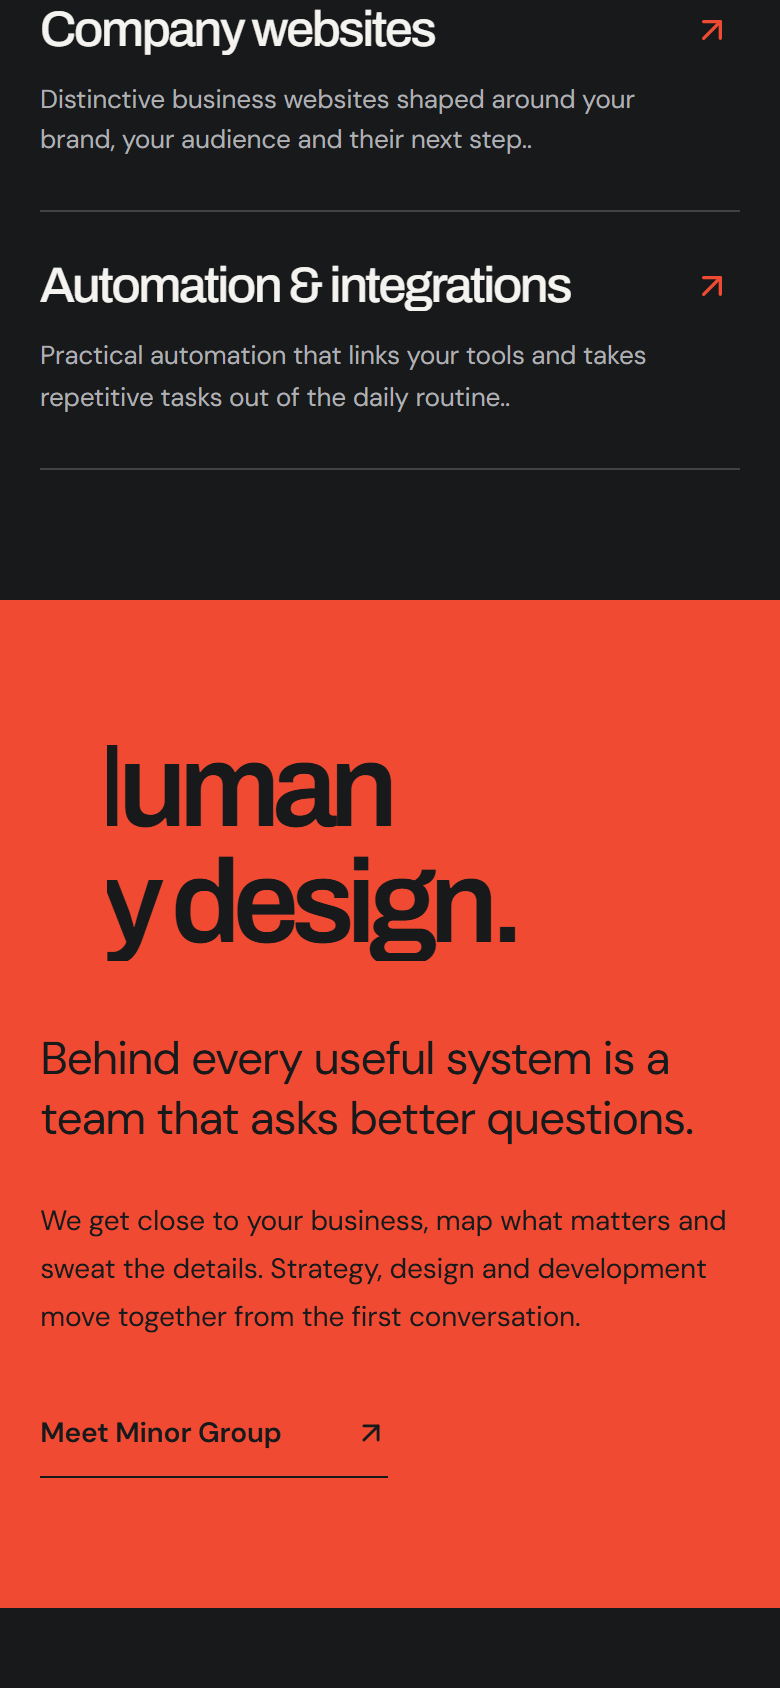 Company websites
Distinctive business websites shaped around your
brand, your audience and their next step..
Automation & integrations
Practical automation that links your tools and takes
repetitive tasks out of the daily routine..
uman
y design.
Behind every useful system is a
team that asks better questions.
We get close to your business, map what matters and
sweat the details. Strategy, design and development
move together from the first conversation.
Meet Minor Group